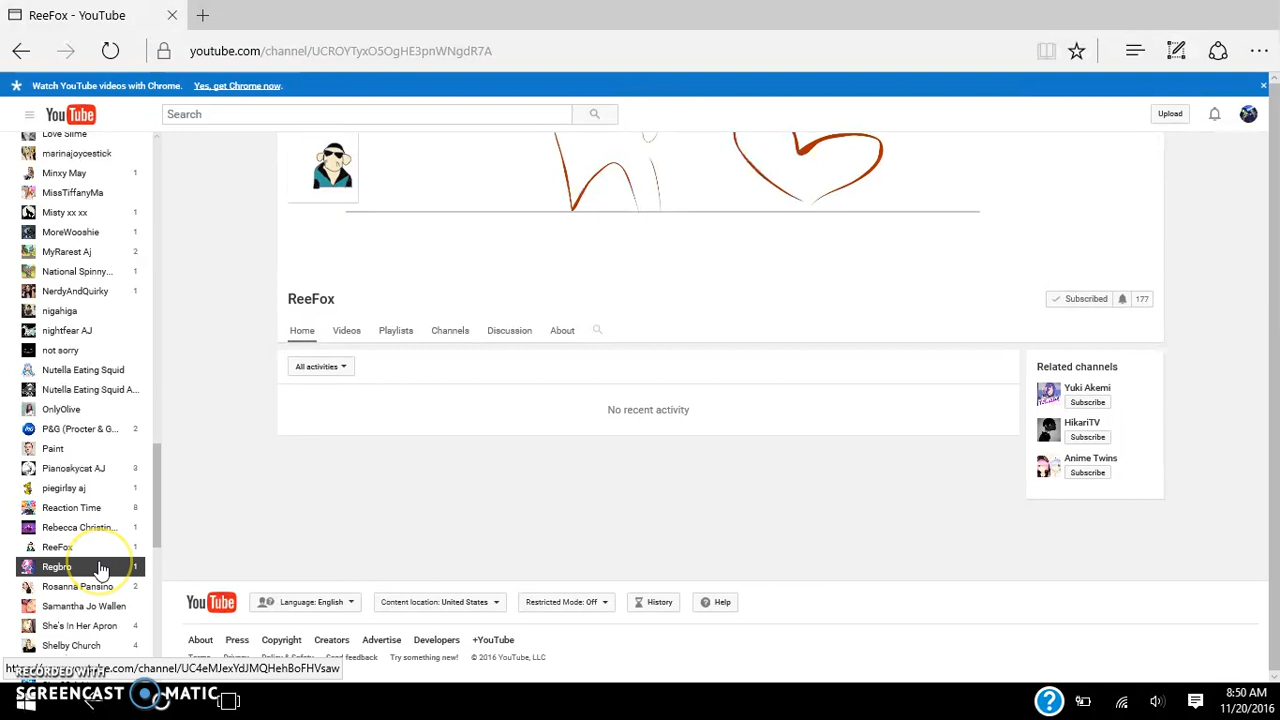 ReeFox - YouTube
youtube.com/channel/UCROYTyxO5OgHE3pnWNgdR7A
Watch YouTube videos with Chrome. Yes, get Chrome now.
YouTube
Search
Upload
Love Slime
marinajoycestick
Minxy May 1
MissTiffanyMa
Misty xx xx 1
MoreWooshie 1
MyRarest Aj 2
National Spinny... 1
NerdyAndQuirky 1
nigahiga
nightfear AJ
not sorry
Nutella Eating Squid
Nutella Eating Squid A...
OnlyOlive
P&G (Procter & G... 2
Paint
Pianoskycat AJ 3
piegirlsy aj 1
Reaction Time 8
Rebecca Christin... 1
ReeFox 1
Regbro 1
Rosanna Pansino 2
Samantha Jo Wallen
She's In Her Apron 4
Shelby Church 4
ReeFox
Subscribed 177
Home Videos Playlists Channels Discussion About
All activities
No recent activity
Related channels
Yuki Akemi
Subscribe
HikariTV
Subscribe
Anime Twins
Subscribe
YouTube Language: English Content location: United States Restricted Mode: Off History Help
About Press Copyright Creators Advertise Developers +YouTube
Try something new! © 2016 YouTube, LLC
RECORDED WITH
SCREENCAST MATIC
8:50 AM
11/20/2016